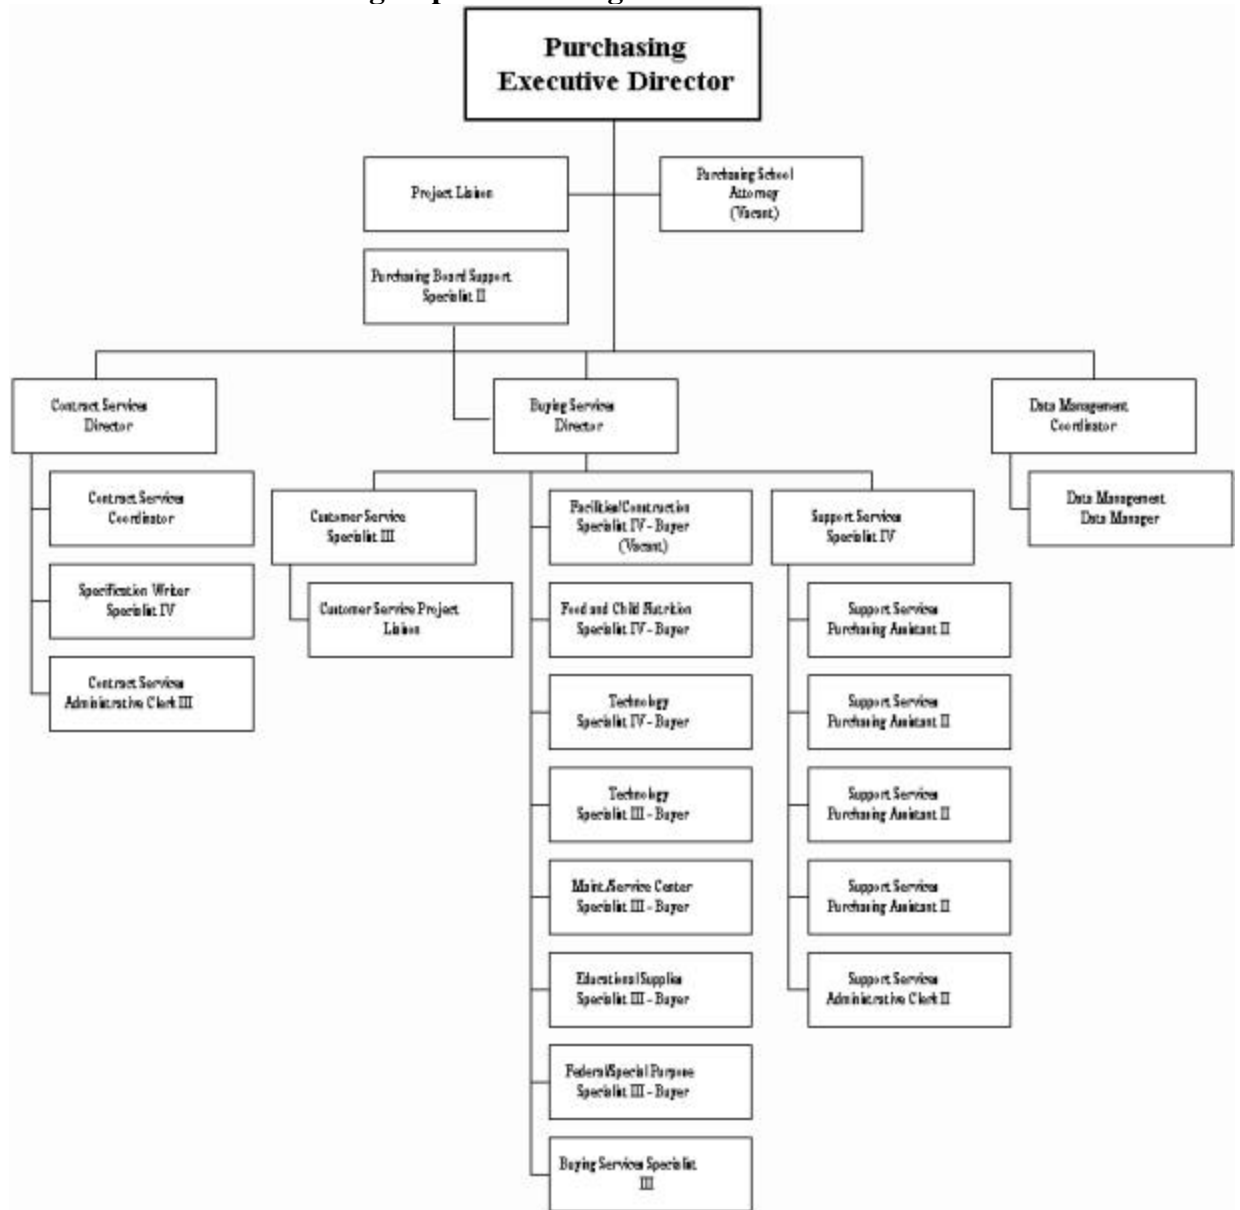 Purchasing
Executive Director
Project Liaison
Purchasing School
Attorney
(Vacant)
Purchasing Board Support
Specialist II
Contract Services
Director
Buying Services
Director
Data Management
Coordinator
Contract Services
Coordinator
Specification Writer
Specialist IV
Contract Services
Administrative Clerk III
Customer Service
Specialist III
Customer Service Project
Liaison
Facilities/Construction
Specialist IV - Buyer
(Vacant)
Food and Child Nutrition
Specialist IV - Buyer
Technology
Specialist IV - Buyer
Technology
Specialist III - Buyer
Maint./Service Center
Specialist III - Buyer
Educational Supplies
Specialist III - Buyer
Federal/Special Purpose
Specialist III - Buyer
Buying Services Specialist
III
Support Services
Specialist IV
Support Services
Purchasing Assistant II
Support Services
Purchasing Assistant II
Support Services
Purchasing Assistant II
Support Services
Purchasing Assistant II
Support Services
Administrative Clerk II
Data Management
Data Manager